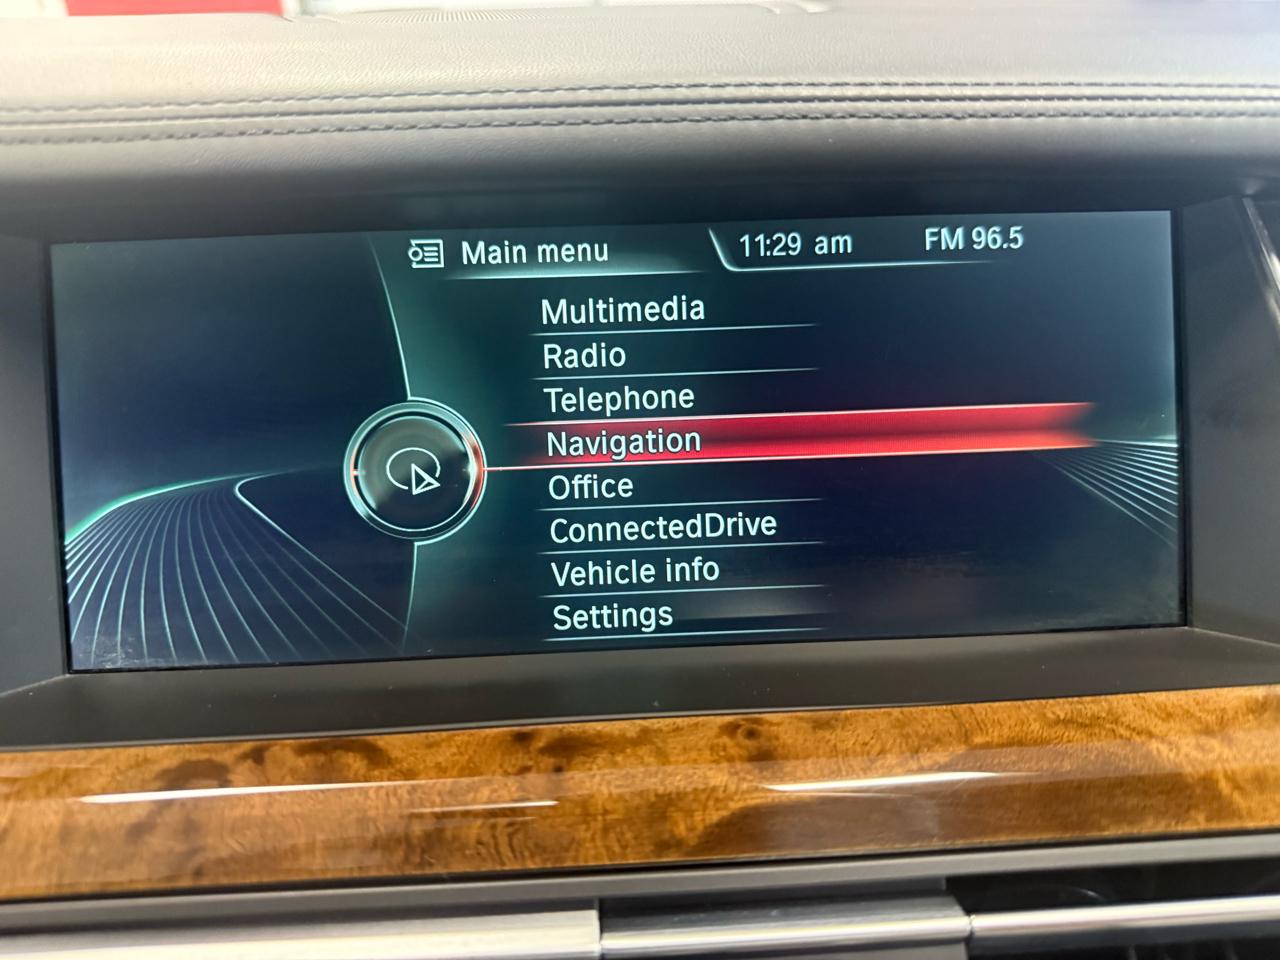 Main menu 11:29 am FM 96.5
Multimedia
Radio
Telephone
Navigation
Office
ConnectedDrive
Vehicle info
Settings